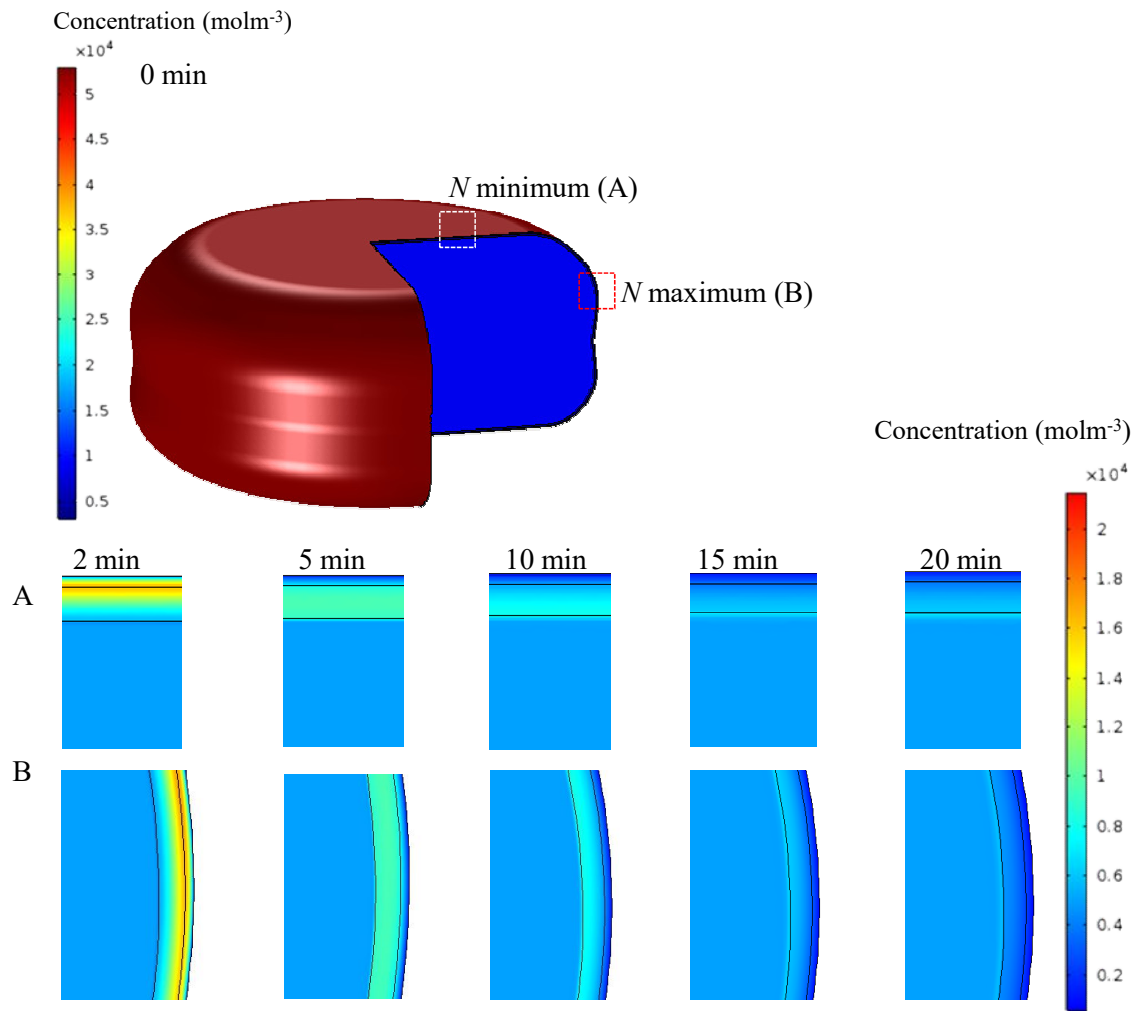 Concentration (molm⁻³)
×10⁴
0 min
5
4.5
4
3.5
3
2.5
2
1.5
1
0.5
N minimum (A)
N maximum (B)
Concentration (molm⁻³)
×10⁴
2
1.8
1.6
1.4
1.2
1
0.8
0.6
0.4
0.2
2 min 5 min 10 min 15 min 20 min
A
B